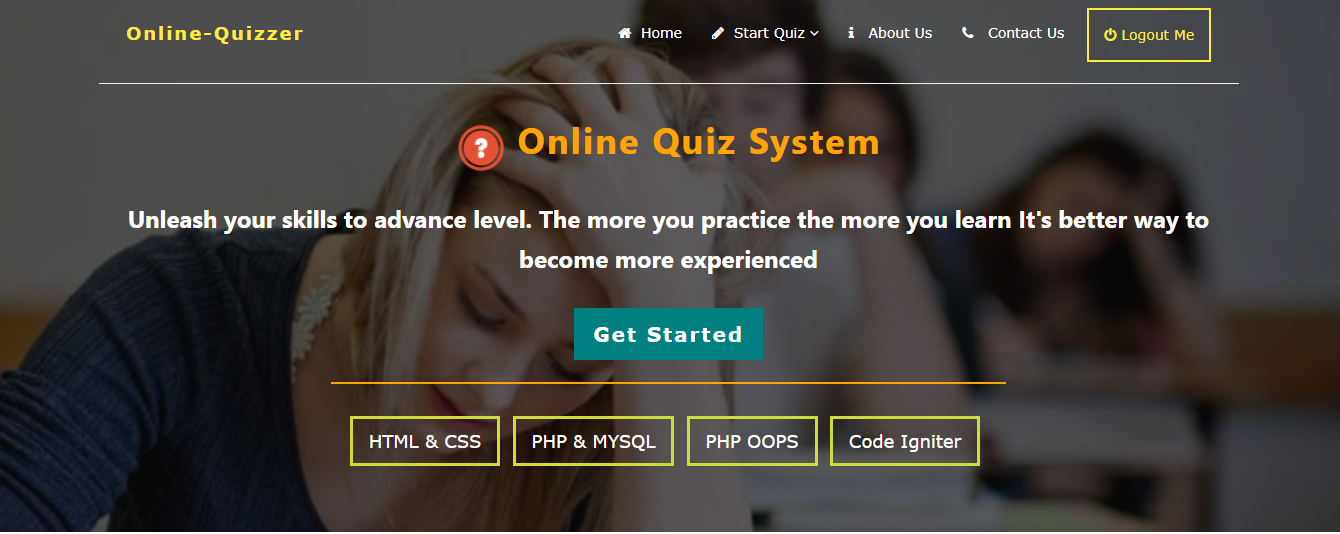 Online-Quizzer
Home
Start Quiz
About Us
Contact Us
Logout Me
? Online Quiz System
Unleash your skills to advance level. The more you practice the more you learn It's better way to
become more experienced
Get Started
HTML & CSS
PHP & MYSQL
PHP OOPS
Code Igniter